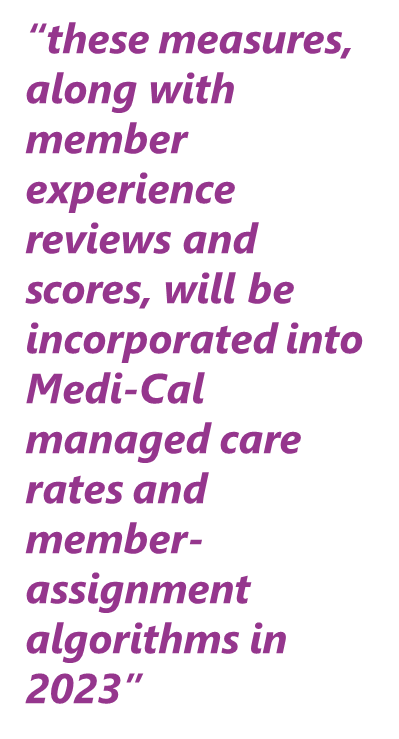 “these measures,
along with
member
experience
reviews and
scores, will be
incorporated into
Medi-Cal
managed care
rates and
member-
assignment
algorithms in
2023”